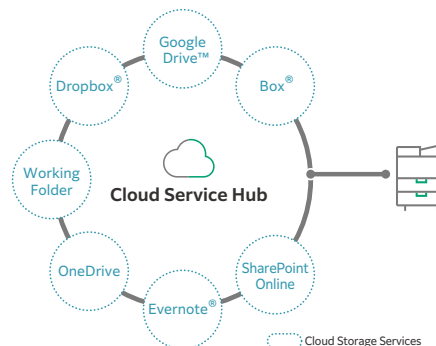 Google
Drive™
Dropbox®
Box®
Working
Folder
Cloud Service Hub
OneDrive
SharePoint
Online
Evernote®
Cloud Storage Services